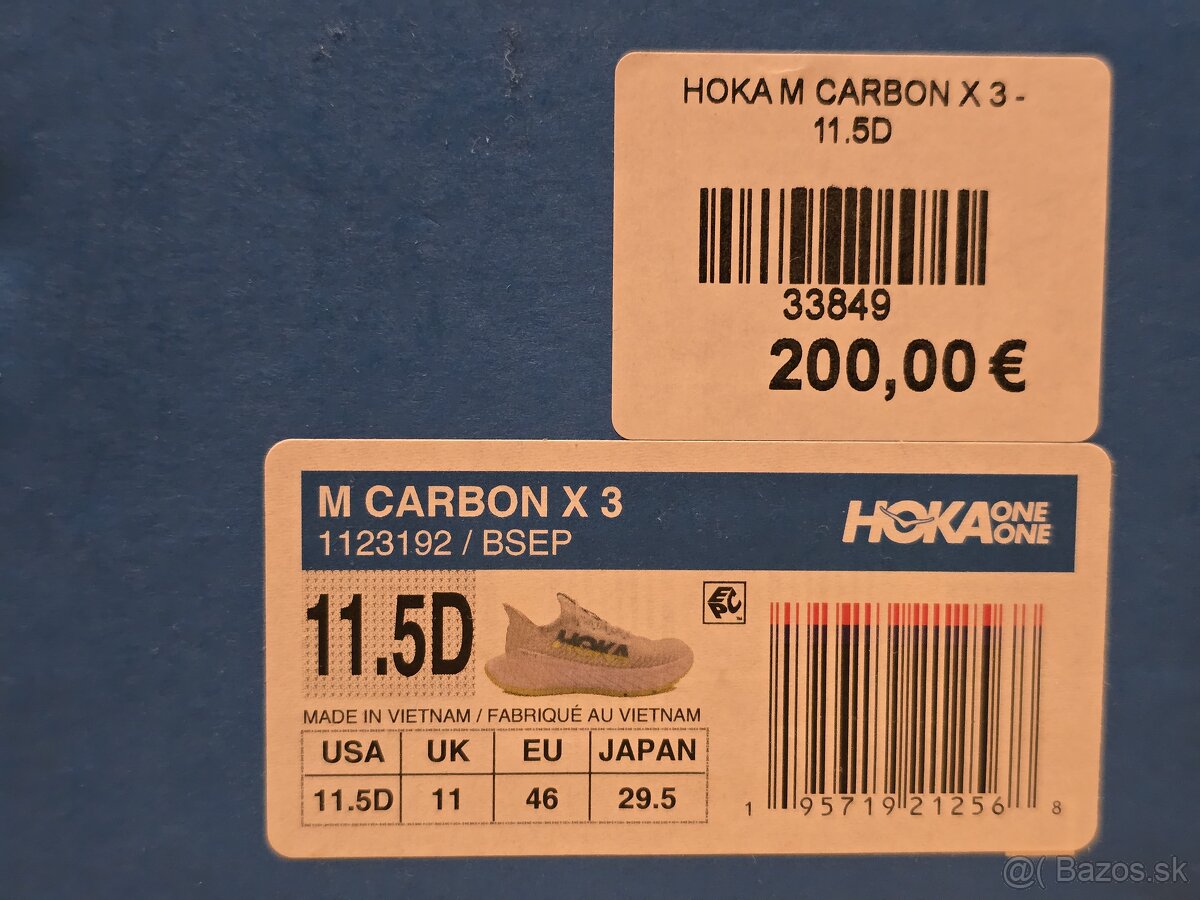 HOKA M CARBON X 3 -
11.5D
33849
200,00 €
M CARBON X 3
1123192 / BSEP
HOKA ONE ONE
11.5D
HOKA
EPC™
MADE IN VIETNAM / FABRIQUÉ AU VIETNAM
USA UK EU JAPAN
11.5D 11 46 29.5
1 95719 21256 8
@( Bazos.sk